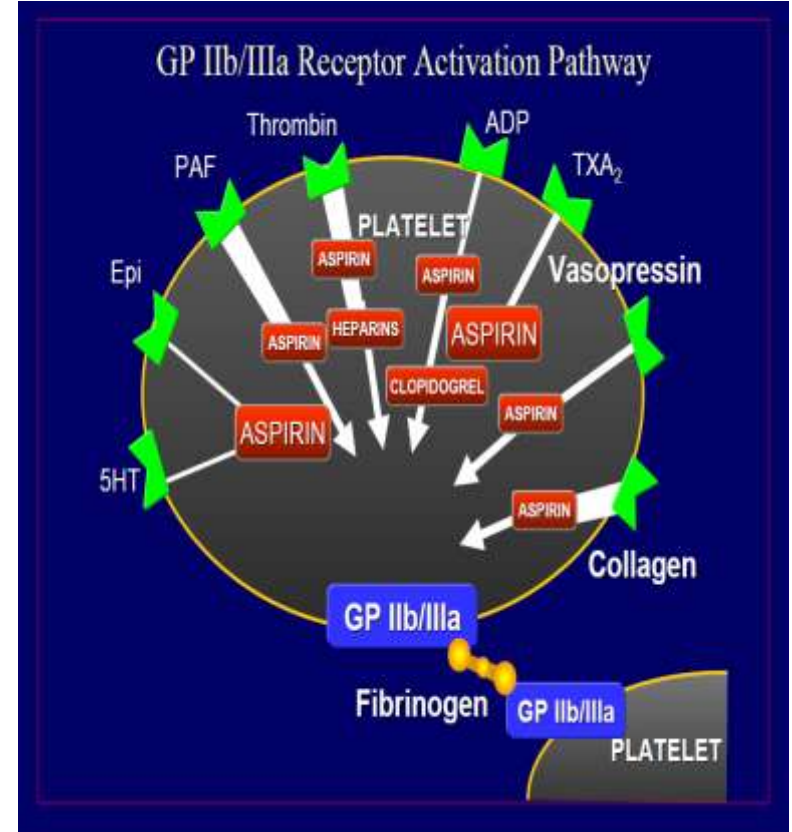 GP IIb/IIIa Receptor Activation Pathway
Thrombin
ADP
PAF
TXA₂
PLATELET
Epi
ASPIRIN
ASPIRIN
Vasopressin
ASPIRIN
HEPARINS
ASPIRIN
CLOPIDOGREL
ASPIRIN
ASPIRIN
5HT
ASPIRIN
Collagen
GP IIb/IIIa
Fibrinogen
GP IIb/IIIa
PLATELET